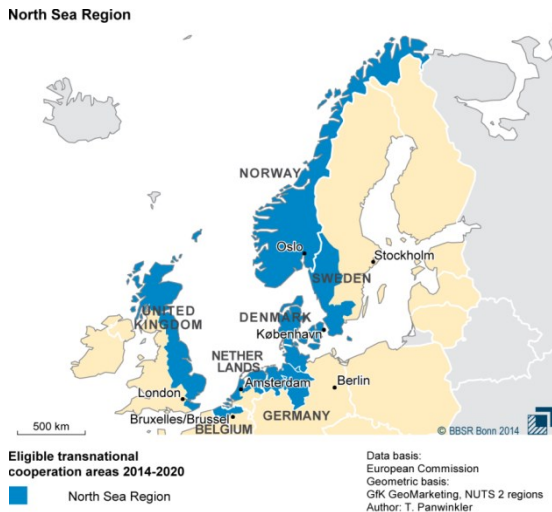 North Sea Region
NORWAY
Oslo
Stockholm
SWEDEN
UNITED
KINGDOM
DENMARK
København
NETHER
LANDS
Amsterdam
Berlin
London
Bruxelles/Brussel
BELGIUM
GERMANY
500 km
© BBSR Bonn 2014
Eligible transnational
cooperation areas 2014-2020
North Sea Region
Data basis:
European Commission
Geometric basis:
GfK GeoMarketing, NUTS 2 regions
Author: T. Panwinkler